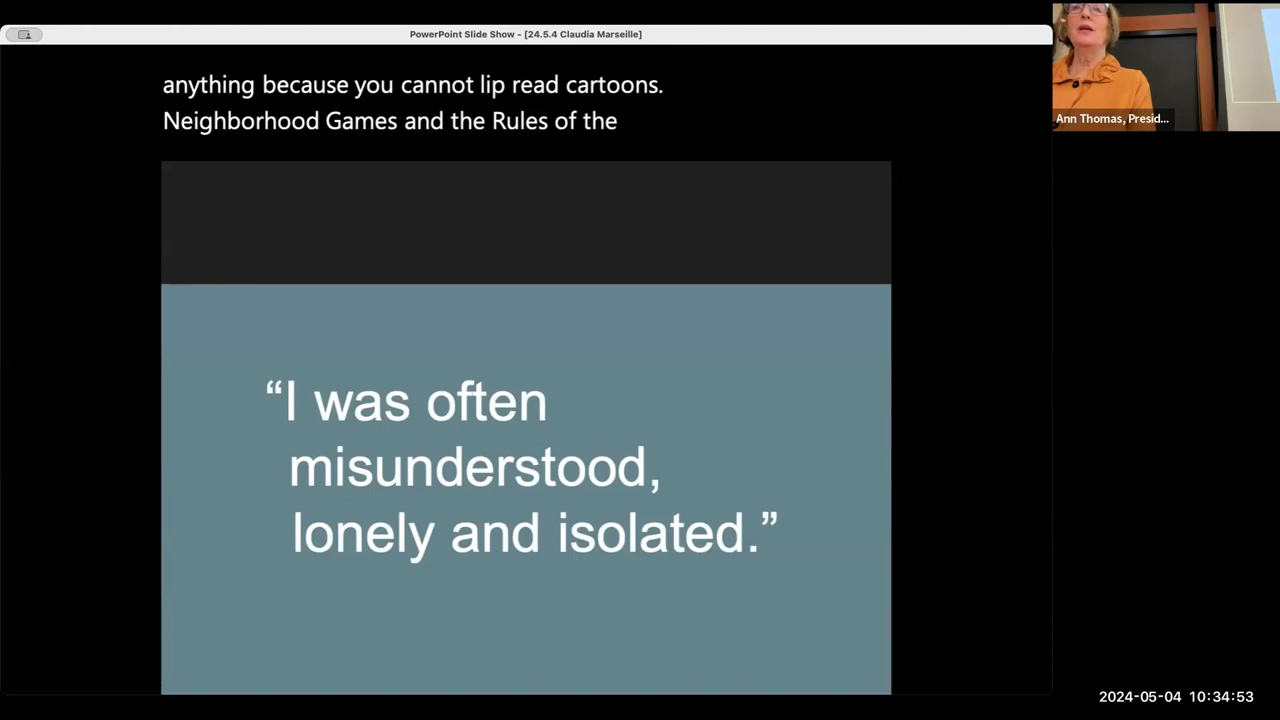 PowerPoint Slide Show - [24.5.4 Claudia Marseille]
anything because you cannot lip read cartoons.
Neighborhood Games and the Rules of the
“I was often
misunderstood,
lonely and isolated.”
Ann Thomas, Presid...
2024-05-04 10:34:53